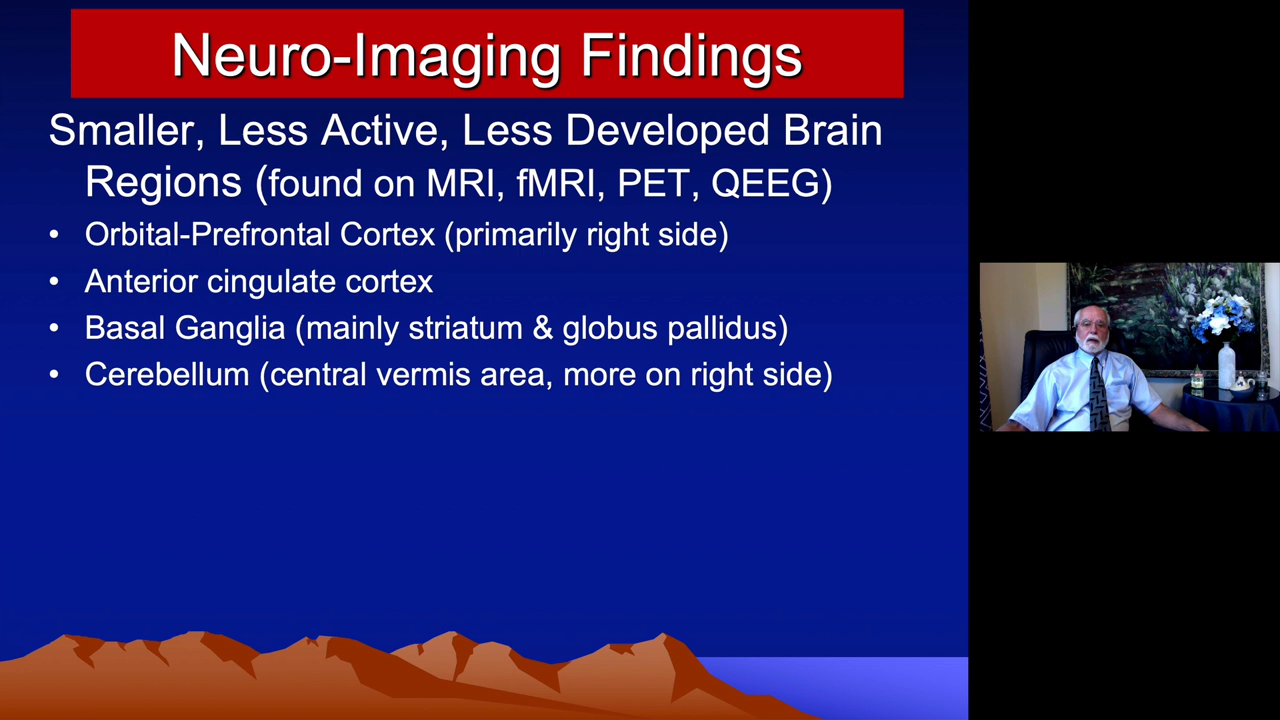 Neuro-Imaging Findings
Smaller, Less Active, Less Developed Brain
Regions (found on MRI, fMRI, PET, QEEG)
• Orbital-Prefrontal Cortex (primarily right side)
• Anterior cingulate cortex
• Basal Ganglia (mainly striatum & globus pallidus)
• Cerebellum (central vermis area, more on right side)